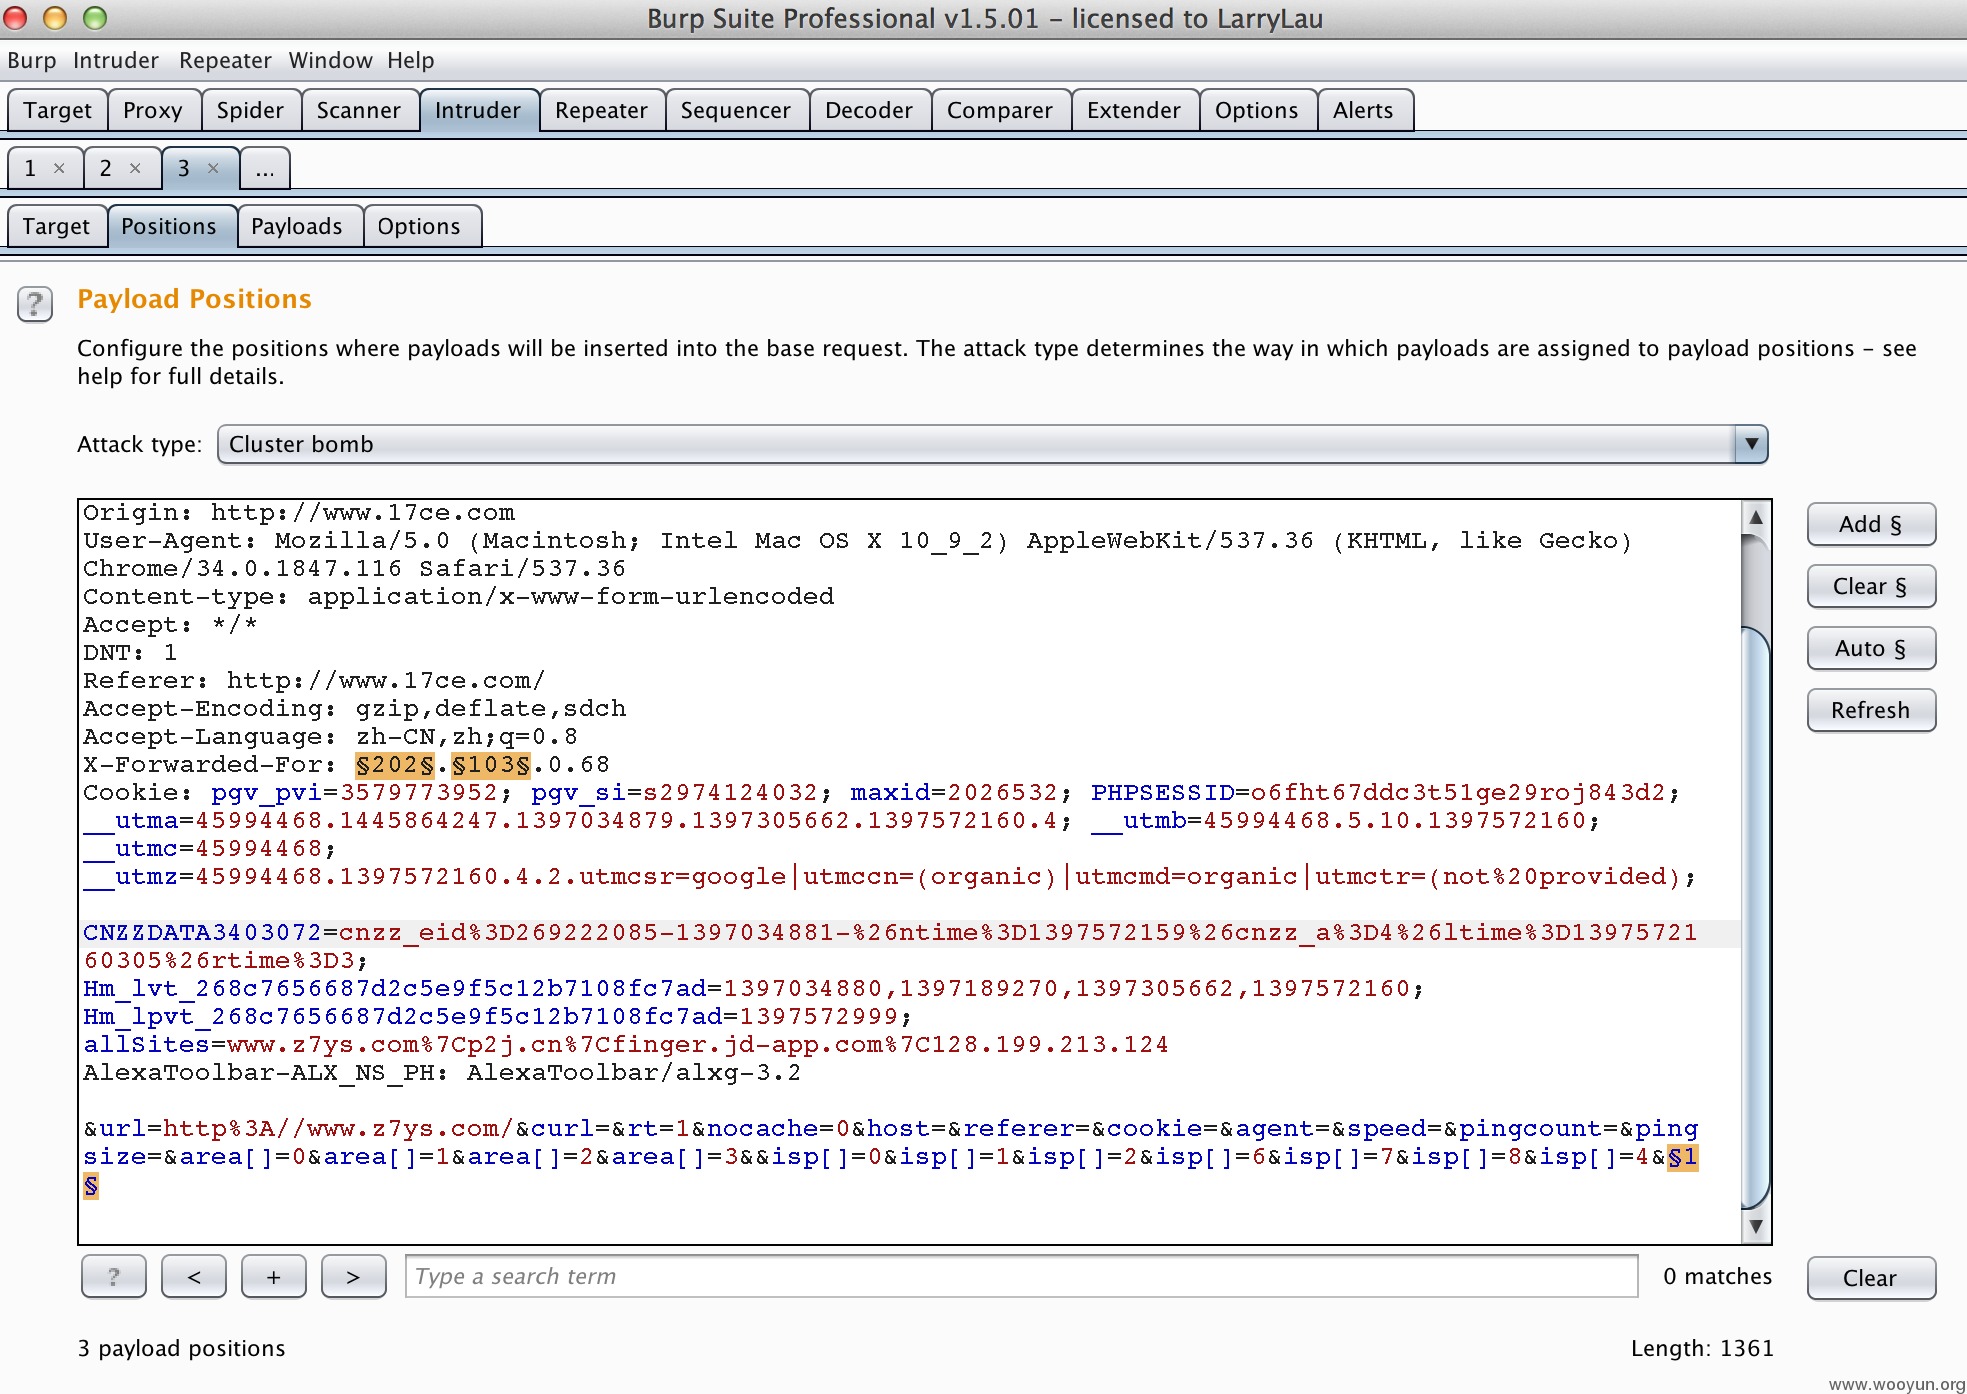 Burp Suite Professional v1.5.01 – licensed to LarryLau
Burp Intruder Repeater Window Help
Target Proxy Spider Scanner Intruder Repeater Sequencer Decoder Comparer Extender Options Alerts
1 × 2 × 3 × ...
Target Positions Payloads Options
? Payload Positions
Configure the positions where payloads will be inserted into the base request. The attack type determines the way in which payloads are assigned to payload positions – see
help for full details.
Attack type: Cluster bomb
Origin: http://www.17ce.com
User-Agent: Mozilla/5.0 (Macintosh; Intel Mac OS X 10_9_2) AppleWebKit/537.36 (KHTML, like Gecko)
Chrome/34.0.1847.116 Safari/537.36
Content-type: application/x-www-form-urlencoded
Accept: */*
DNT: 1
Referer: http://www.17ce.com/
Accept-Encoding: gzip,deflate,sdch
Accept-Language: zh-CN,zh;q=0.8
X-Forwarded-For: §202§.§103§.0.68
Cookie: pgv_pvi=3579773952; pgv_si=s2974124032; maxid=2026532; PHPSESSID=o6fht67ddc3t51ge29roj843d2;
__utma=45994468.1445864247.1397034879.1397305662.1397572160.4; __utmb=45994468.5.10.1397572160;
__utmc=45994468;
__utmz=45994468.1397572160.4.2.utmcsr=google|utmccn=(organic)|utmcmd=organic|utmctr=(not%20provided);
CNZZDATA3403072=cnzz_eid%3D269222085-1397034881-%26ntime%3D1397572159%26cnzz_a%3D4%26ltime%3D13975721
60305%26rtime%3D3;
Hm_lvt_268c7656687d2c5e9f5c12b7108fc7ad=1397034880,1397189270,1397305662,1397572160;
Hm_lpvt_268c7656687d2c5e9f5c12b7108fc7ad=1397572999;
allSites=www.z7ys.com%7Cp2j.cn%7Cfinger.jd-app.com%7C128.199.213.124
AlexaToolbar-ALX_NS_PH: AlexaToolbar/alxg-3.2
&url=http%3A//www.z7ys.com/&curl=&rt=1&nocache=0&host=&referer=&cookie=&agent=&speed=&pingcount=&ping
size=&area[]=0&area[]=1&area[]=2&area[]=3&&isp[]=0&isp[]=1&isp[]=2&isp[]=6&isp[]=7&isp[]=8&isp[]=4&§1
§
Add §
Clear §
Auto §
Refresh
? < + > Type a search term 0 matches Clear
3 payload positions Length: 1361
www.wooyun.org